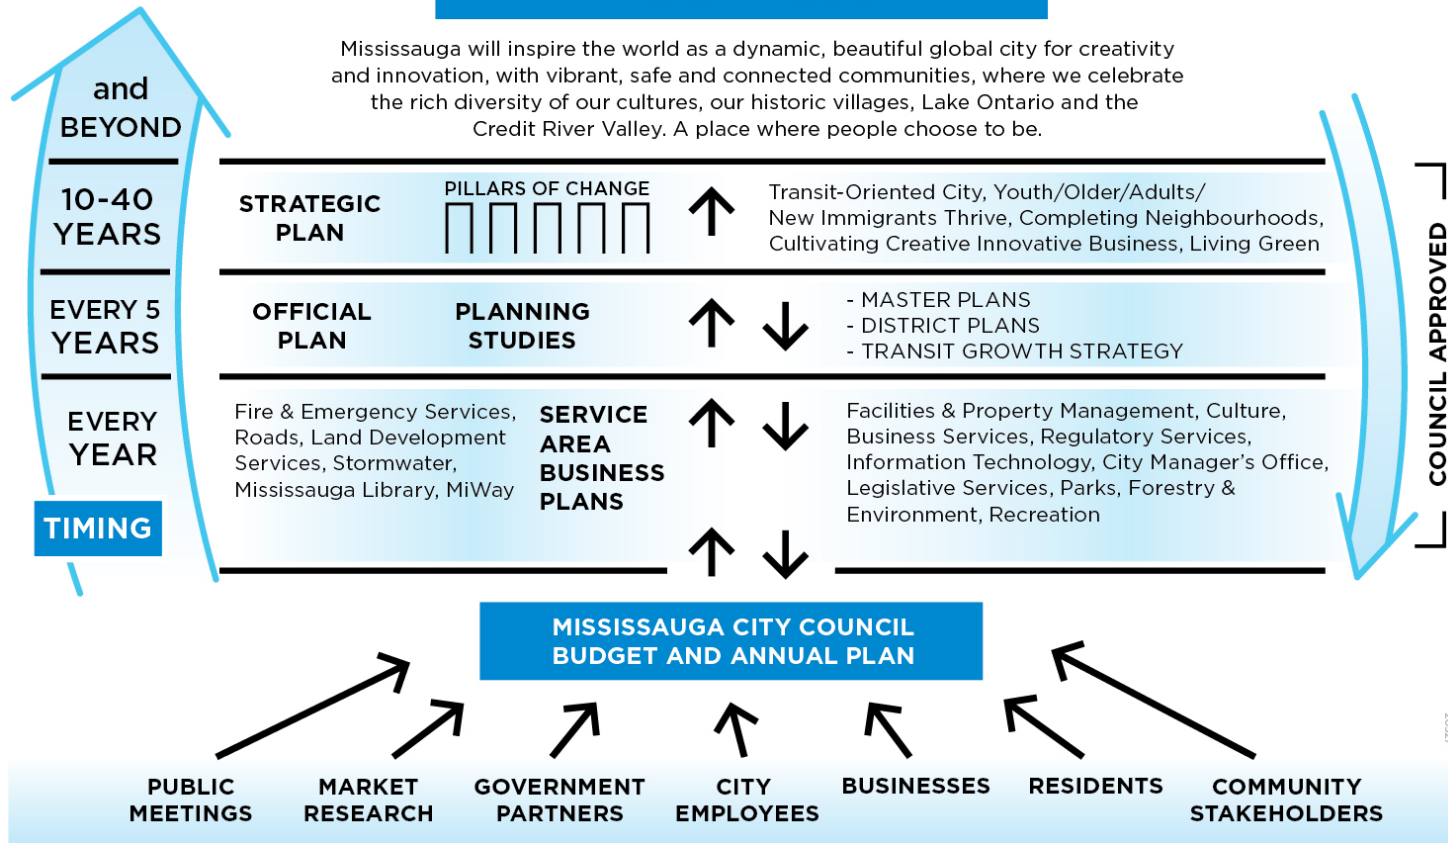 Mississauga will inspire the world as a dynamic, beautiful global city for creativity
and innovation, with vibrant, safe and connected communities, where we celebrate
the rich diversity of our cultures, our historic villages, Lake Ontario and the
Credit River Valley. A place where people choose to be.
and
BEYOND
10-40
YEARS
STRATEGIC
PLAN
PILLARS OF CHANGE
Transit-Oriented City, Youth/Older/Adults/
New Immigrants Thrive, Completing Neighbourhoods,
Cultivating Creative Innovative Business, Living Green
EVERY 5
YEARS
OFFICIAL
PLAN
PLANNING
STUDIES
- MASTER PLANS
- DISTRICT PLANS
- TRANSIT GROWTH STRATEGY
EVERY
YEAR
Fire & Emergency Services,
Roads, Land Development
Services, Stormwater,
Mississauga Library, MiWay
SERVICE
AREA
BUSINESS
PLANS
Facilities & Property Management, Culture,
Business Services, Regulatory Services,
Information Technology, City Manager's Office,
Legislative Services, Parks, Forestry &
Environment, Recreation
COUNCIL APPROVED
TIMING
MISSISSAUGA CITY COUNCIL
BUDGET AND ANNUAL PLAN
PUBLIC
MEETINGS
MARKET
RESEARCH
GOVERNMENT
PARTNERS
CITY
EMPLOYEES
BUSINESSES
RESIDENTS
COMMUNITY
STAKEHOLDERS